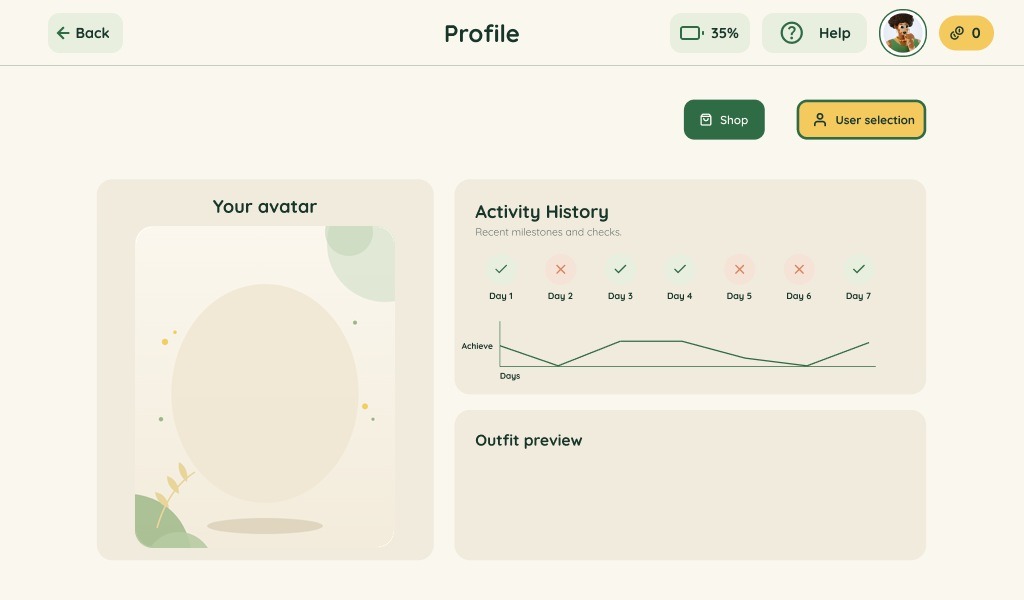 Back
Profile
35%
Help
0
Shop
User selection
Your avatar
Activity History
Recent milestones and checks.
Day 1
Day 2
Day 3
Day 4
Day 5
Day 6
Day 7
Achieve
Days
Outfit preview